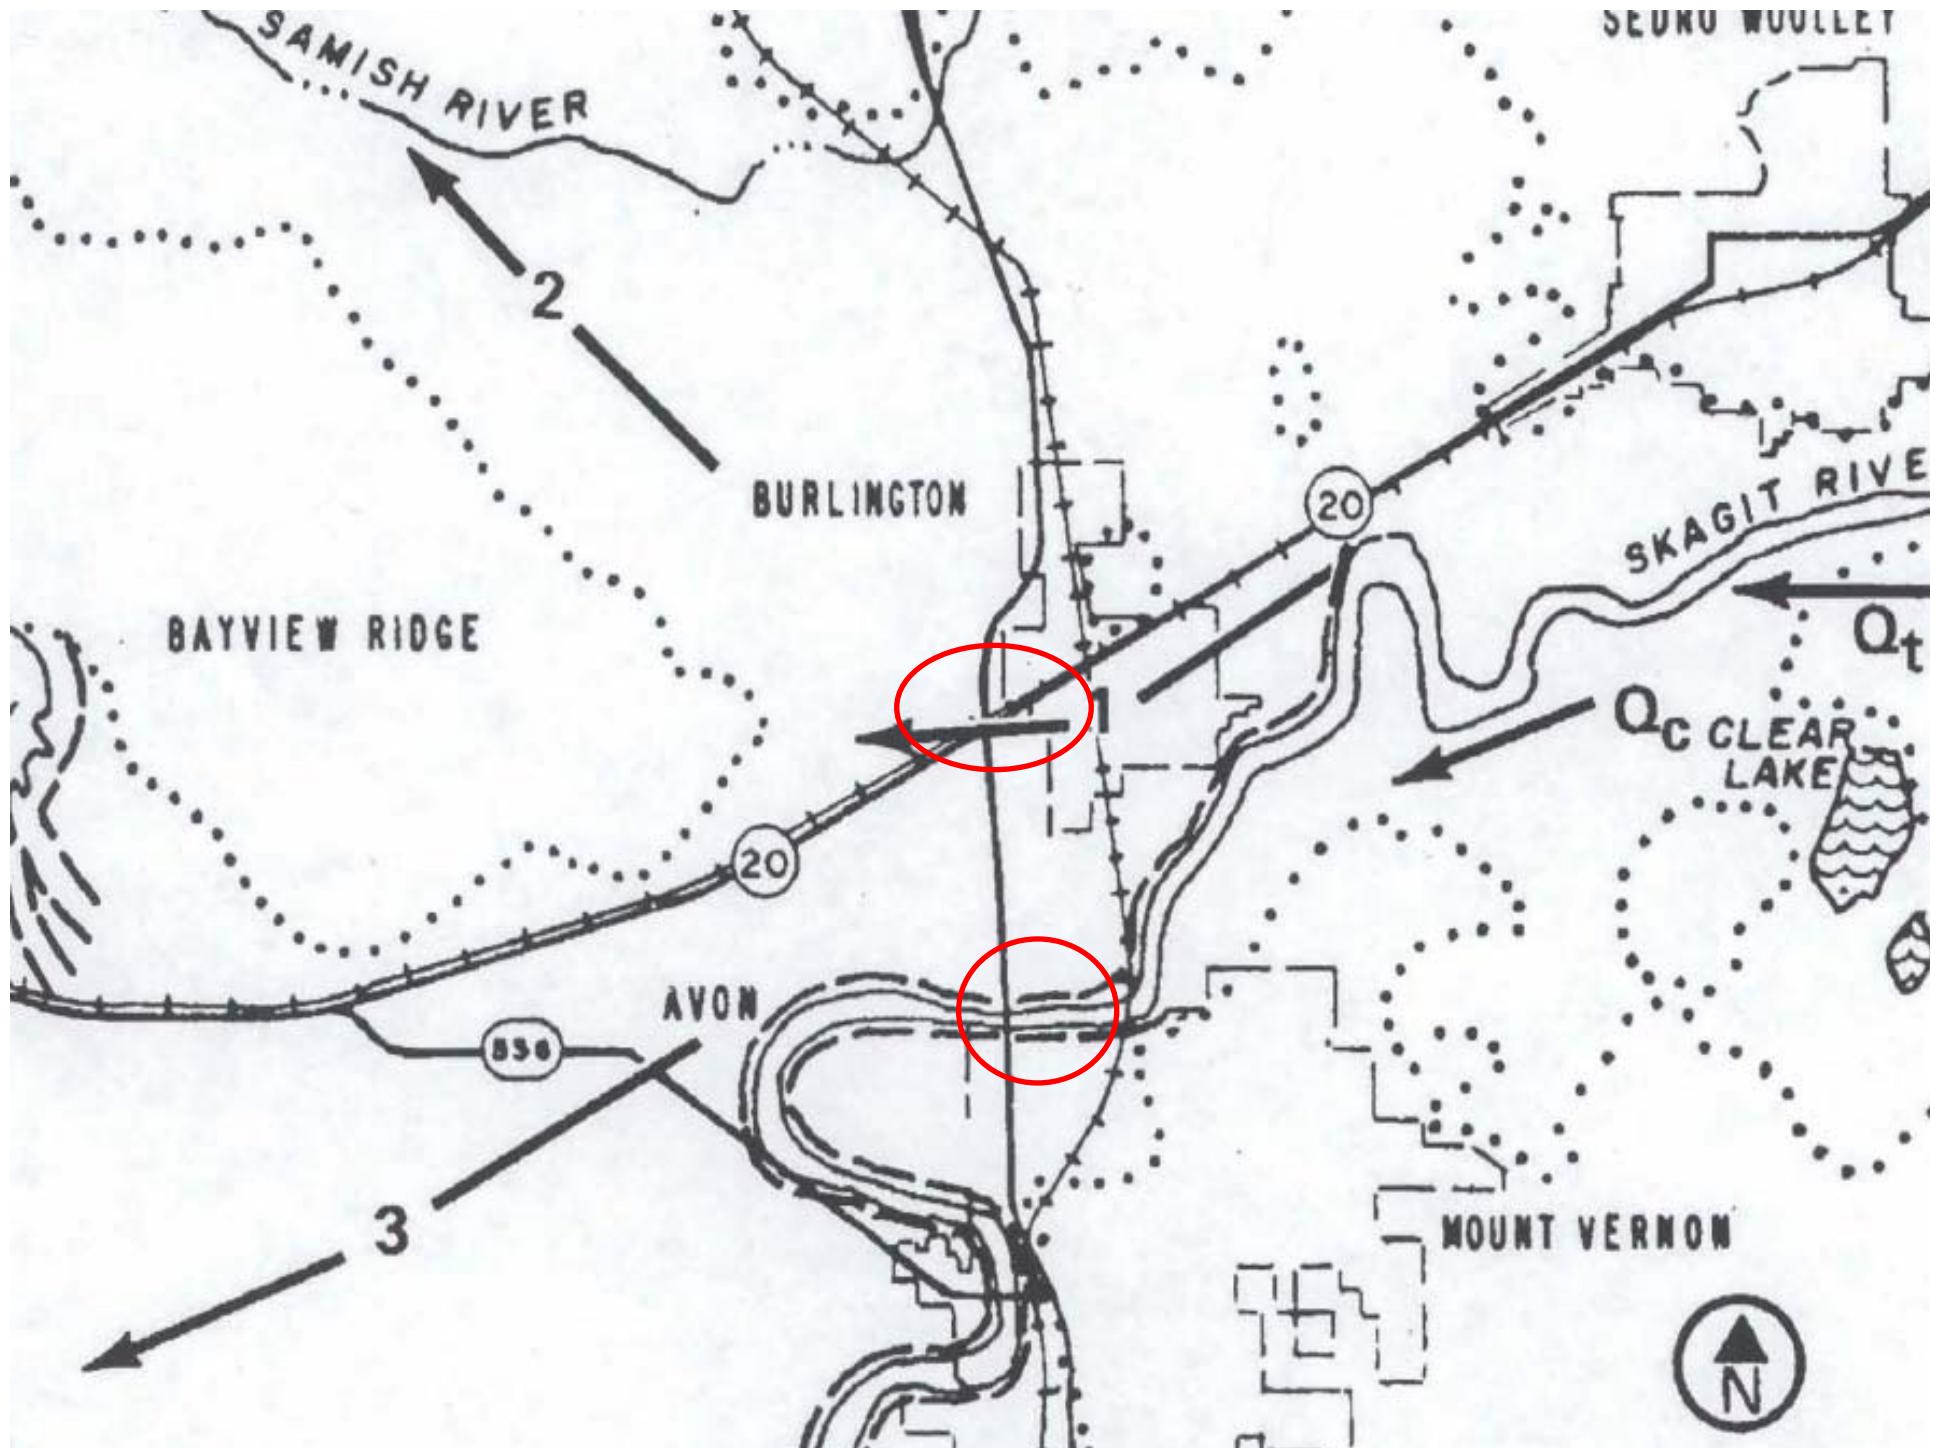 SEDRO WOOLLEY
SAMISH RIVER
2
BURLINGTON
20
SKAGIT RIVE
BAYVIEW RIDGE
Qt
1
Qc
CLEAR
LAKE
20
AVON
536
3
MOUNT VERNON
N